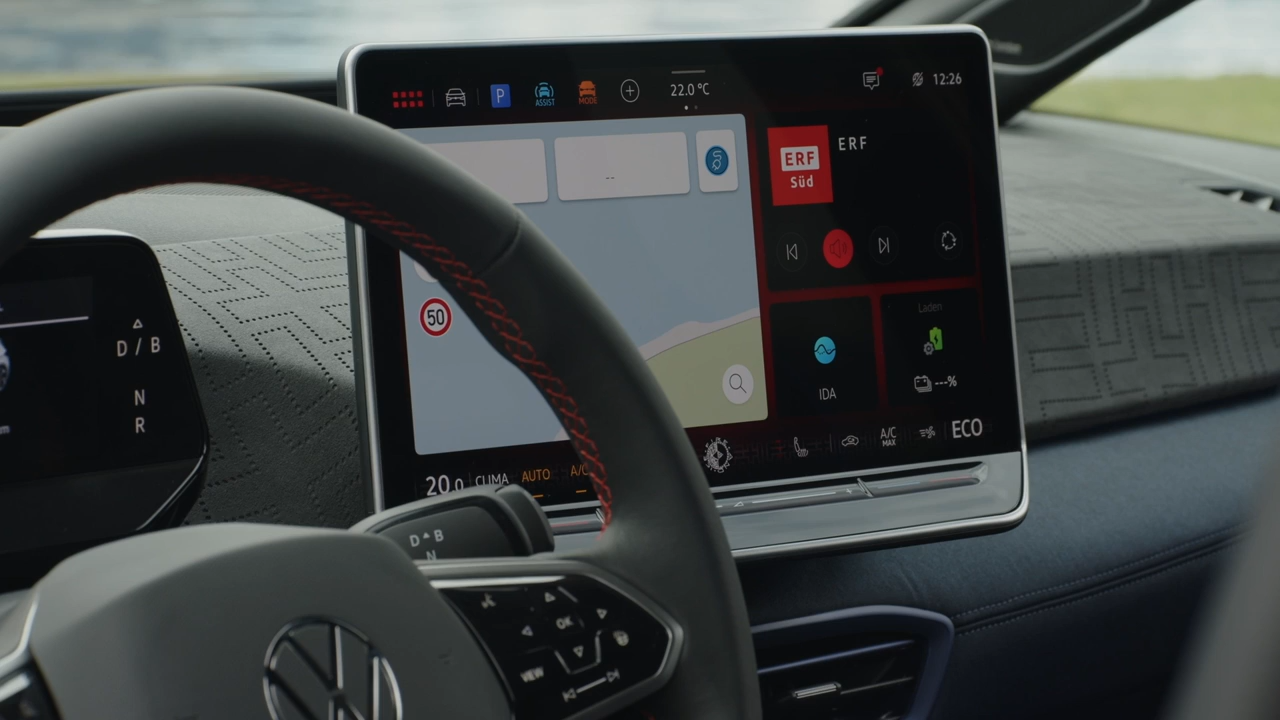 P
ASSIST
MODE
22.0 °C
12:26
--
ERF
Süd
ERF
50
Laden
IDA
---%
D / B
N
R
20.0
CLIMA
AUTO
A/C
A/C
MAX
ECO
D B
N
OK
VIEW